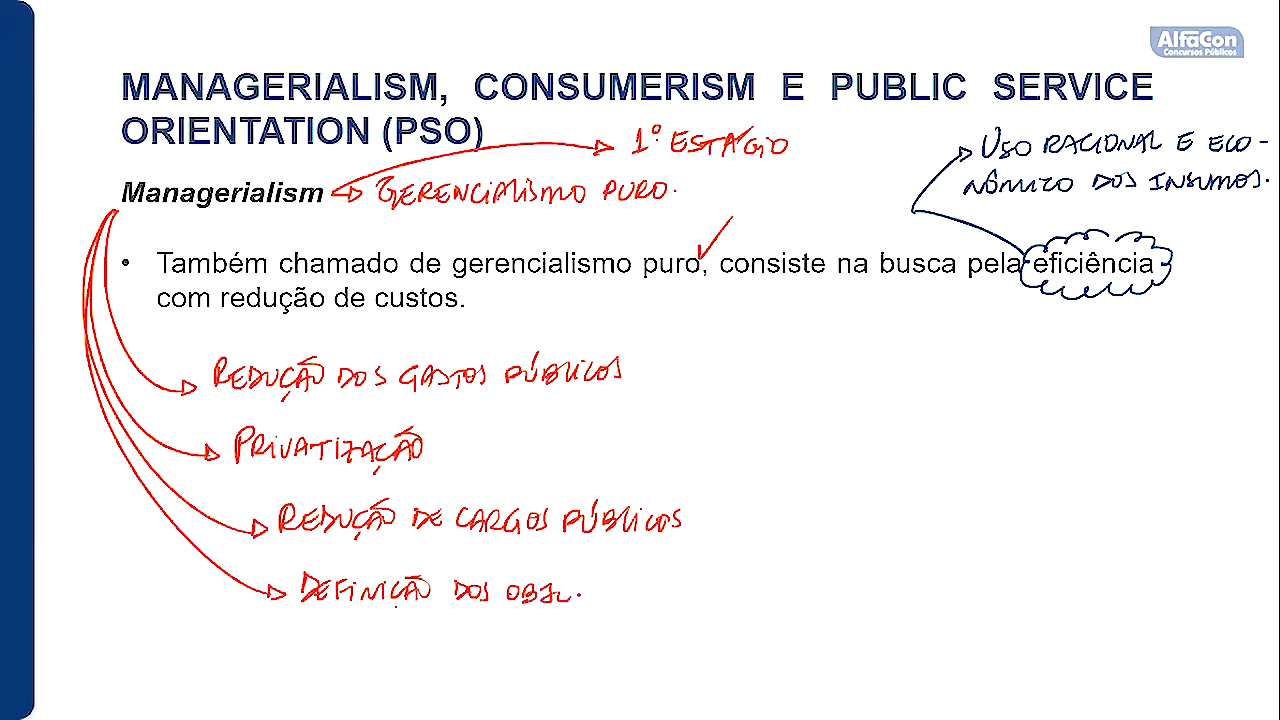 AlfaCon
Concursos Públicos
MANAGERIALISM, CONSUMERISM E PUBLIC SERVICE
ORIENTATION (PSO)
1º ESTÁGIO
USO RACIONAL E ECO-
NÔMICO DOS INSUMOS.
Managerialism
GERENCIALISMO PURO.
• Também chamado de gerencialismo puro, consiste na busca pela eficiência
com redução de custos.
REDUÇÃO DOS GASTOS PÚBLICOS
PRIVATIZAÇÃO
REDUÇÃO DE CARGOS PÚBLICOS
DEFINIÇÃO DOS